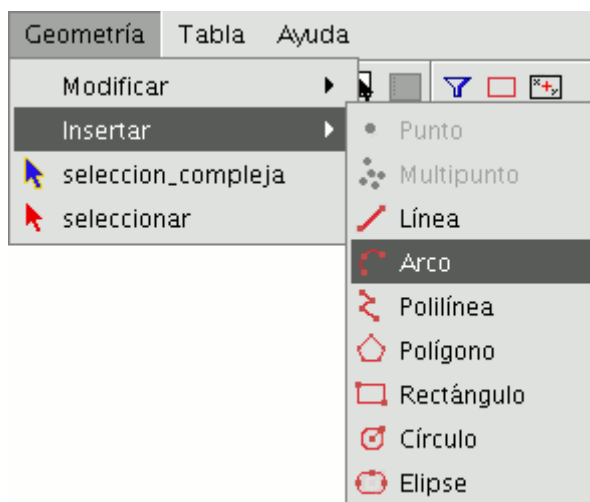 Geometría Tabla Ayuda
Modificar
Insertar
seleccion_compleja
seleccionar
Punto
Multipunto
Línea
Arco
Polilínea
Polígono
Rectángulo
Círculo
Elipse